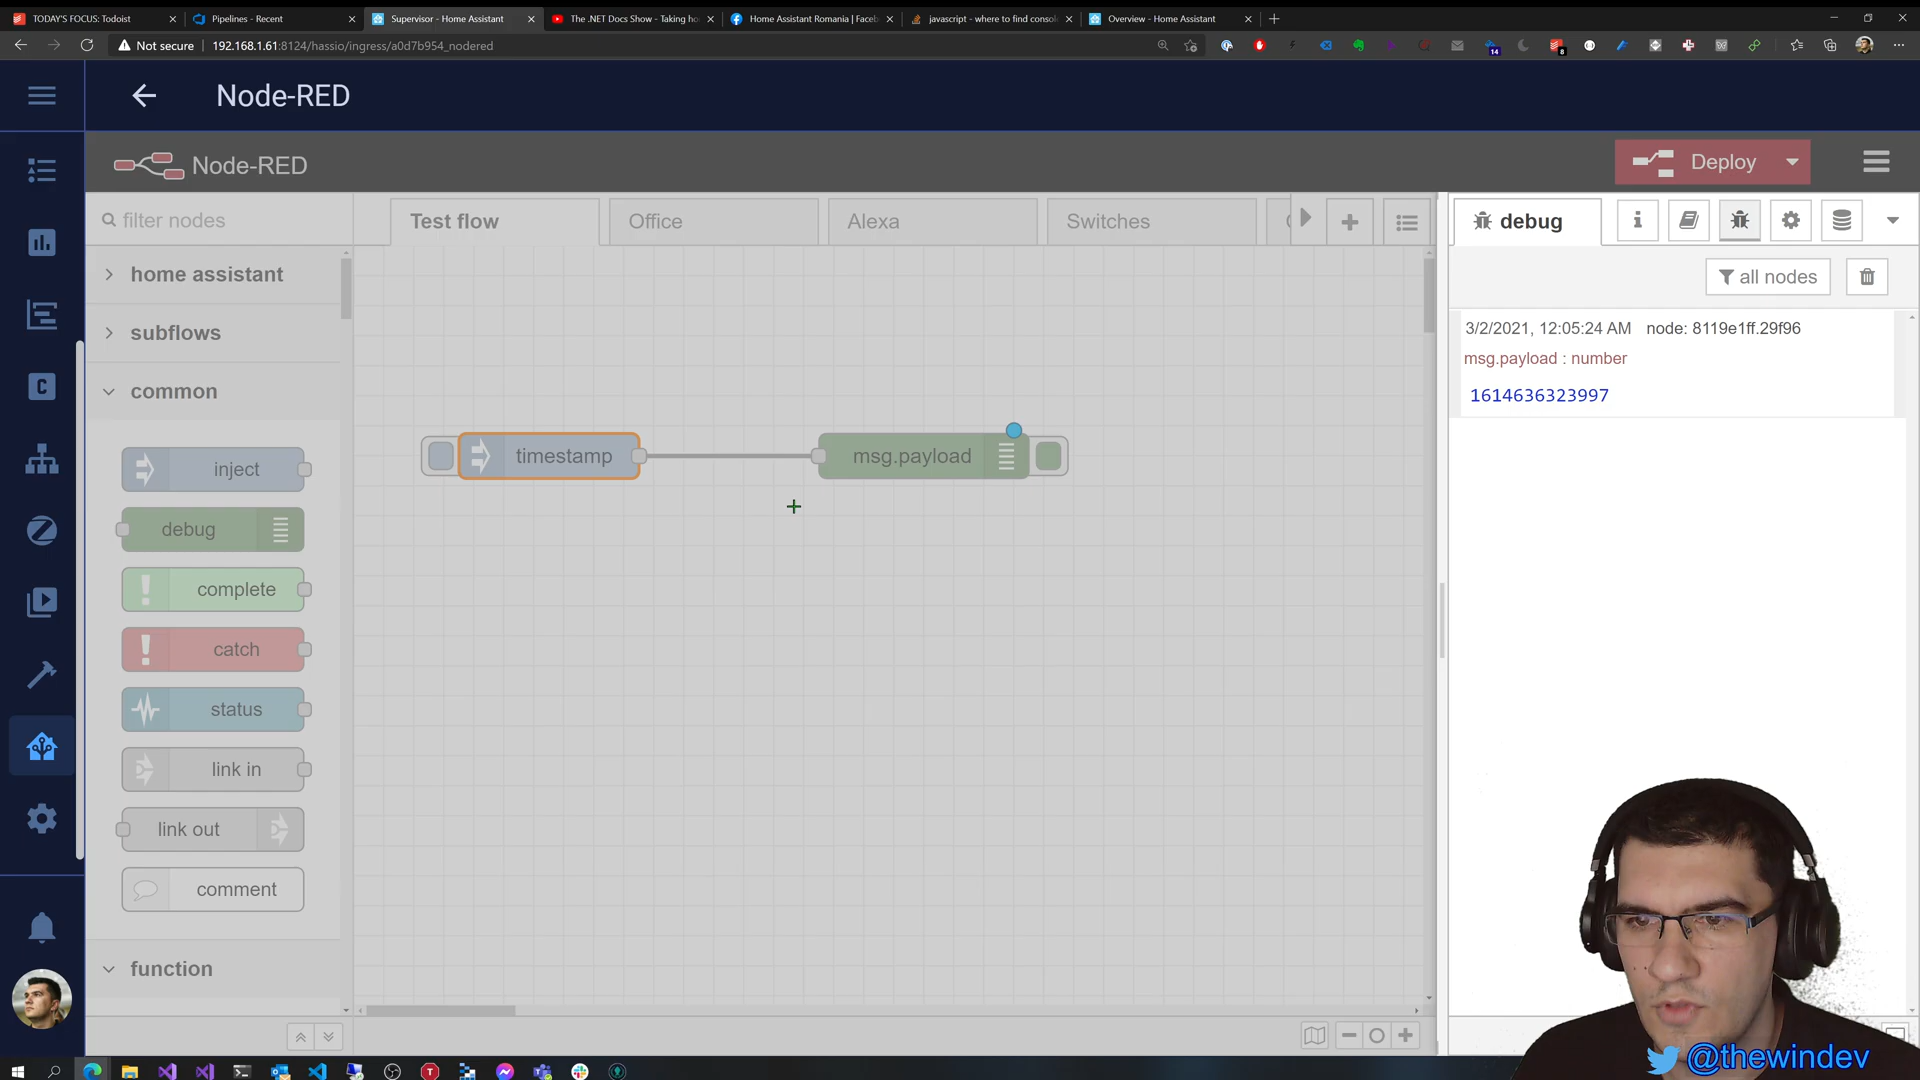 TODAY'S FOCUS: Todoist
Pipelines - Recent
Supervisor - Home Assistant
The .NET Docs Show - Taking ho
Home Assistant Romania | Faceb
javascript - where to find consol
Overview - Home Assistant
Not secure
192.168.1.61:8124/hassio/ingress/a0d7b954_nodered
14
8
Node-RED
Node-RED
Deploy
filter nodes
Test flow
Office
Alexa
Switches
debug
all nodes
home assistant
subflows
common
inject
debug
complete
catch
status
link in
link out
comment
function
timestamp
msg.payload
3/2/2021, 12:05:24 AM node: 8119e1ff.29f96
msg.payload : number
1614636323997
@thewindev